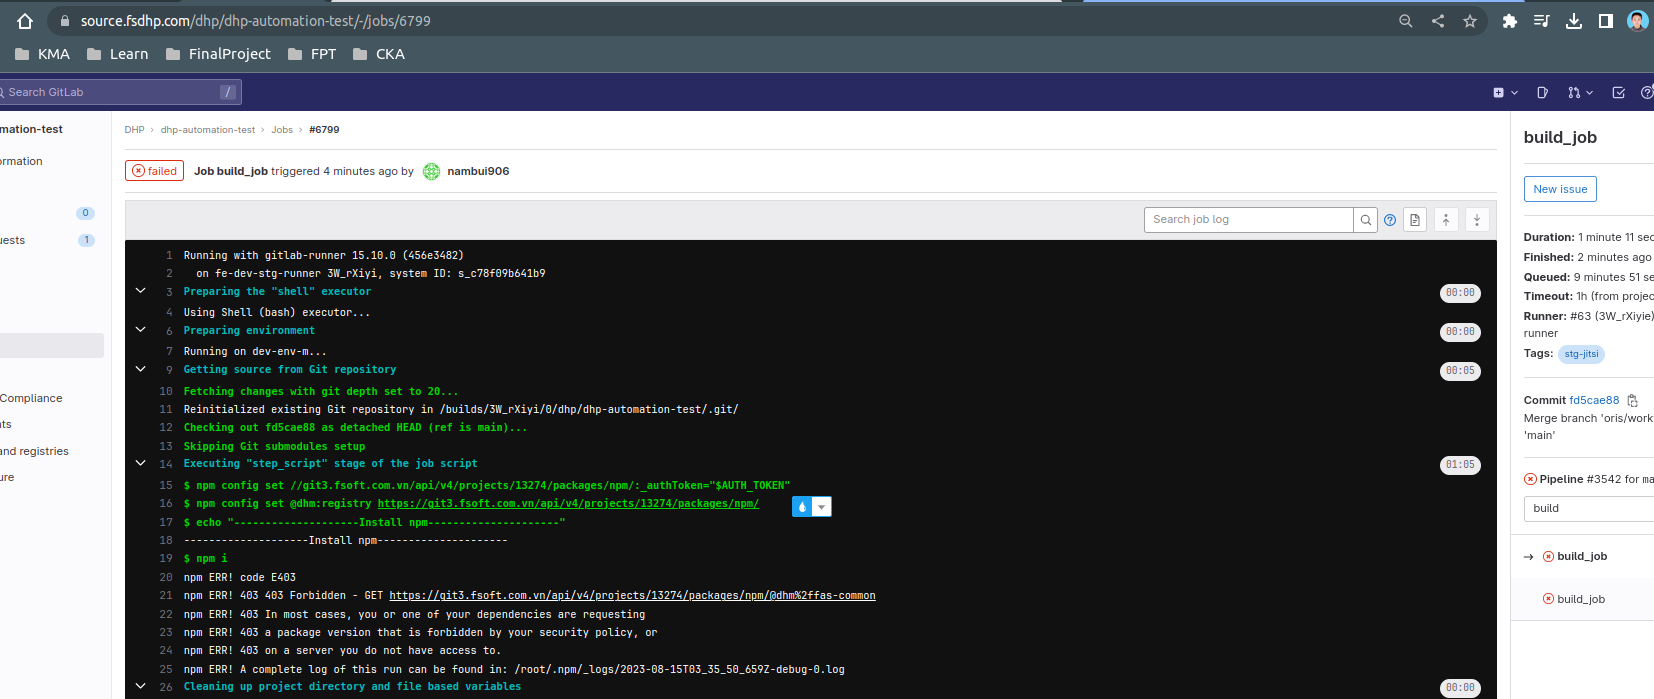 source.fsdhp.com/dhp/dhp-automation-test/-/jobs/6799
KMA Learn FinalProject FPT CKA
Search GitLab /
mation-test
ormation
0
uests 1
Compliance
ts
and registries
ure
DHP › dhp-automation-test › Jobs › #6799
failed Job build_job triggered 4 minutes ago by nambui906
Search job log
1 Running with gitlab-runner 15.10.0 (456e3482)
2 on fe-dev-stg-runner 3W_rXiyi, system ID: s_c78f09b641b9
3 Preparing the "shell" executor 00:00
4 Using Shell (bash) executor...
6 Preparing environment 00:00
7 Running on dev-env-m...
9 Getting source from Git repository 00:05
10 Fetching changes with git depth set to 20...
11 Reinitialized existing Git repository in /builds/3W_rXiyi/0/dhp/dhp-automation-test/.git/
12 Checking out fd5cae88 as detached HEAD (ref is main)...
13 Skipping Git submodules setup
14 Executing "step_script" stage of the job script 01:05
15 $ npm config set //git3.fsoft.com.vn/api/v4/projects/13274/packages/npm/:_authToken="$AUTH_TOKEN"
16 $ npm config set @dhm:registry https://git3.fsoft.com.vn/api/v4/projects/13274/packages/npm/
17 $ echo "--------------------Install npm---------------------"
18 --------------------Install npm---------------------
19 $ npm i
20 npm ERR! code E403
21 npm ERR! 403 403 Forbidden - GET https://git3.fsoft.com.vn/api/v4/projects/13274/packages/npm/@dhm%2ffas-common
22 npm ERR! 403 In most cases, you or one of your dependencies are requesting
23 npm ERR! 403 a package version that is forbidden by your security policy, or
24 npm ERR! 403 on a server you do not have access to.
25 npm ERR! A complete log of this run can be found in: /root/.npm/_logs/2023-08-15T03_35_50_659Z-debug-0.log
26 Cleaning up project directory and file based variables 00:00
build_job
New issue
Duration: 1 minute 11 sec
Finished: 2 minutes ago
Queued: 9 minutes 51 se
Timeout: 1h (from projec
Runner: #63 (3W_rXiyie)
runner
Tags: stg-jitsi
Commit fd5cae88
Merge branch 'oris/work
'main'
Pipeline #3542 for ma
build
→ build_job
build_job